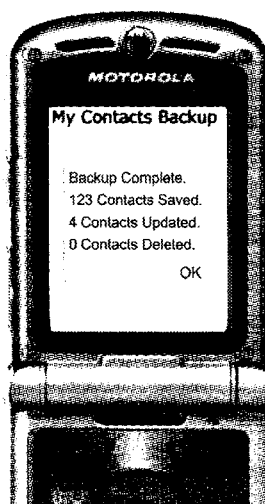 MOTOROLA
My Contacts Backup
Backup Complete.
123 Contacts Saved.
4 Contacts Updated.
0 Contacts Deleted.
OK